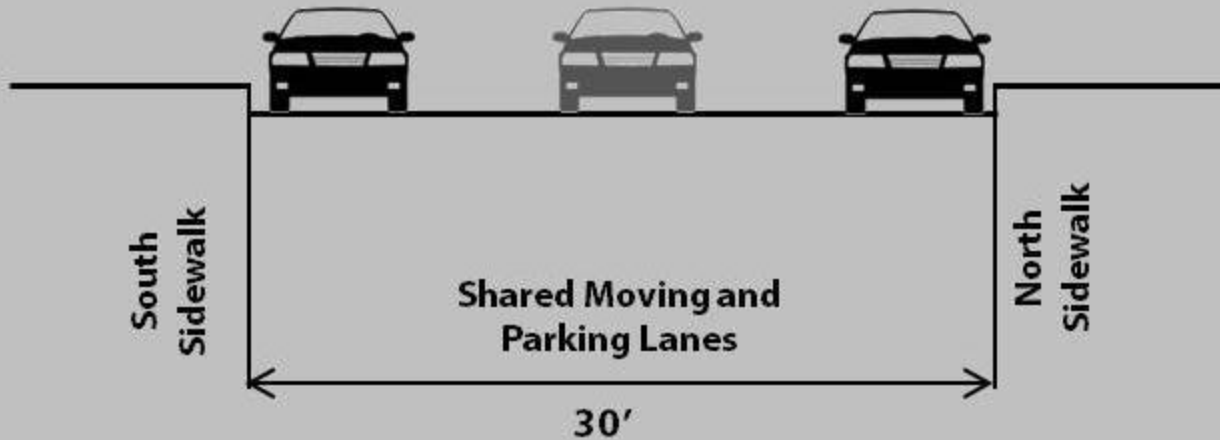 South
Sidewalk
Shared Moving and
Parking Lanes
30′
North
Sidewalk